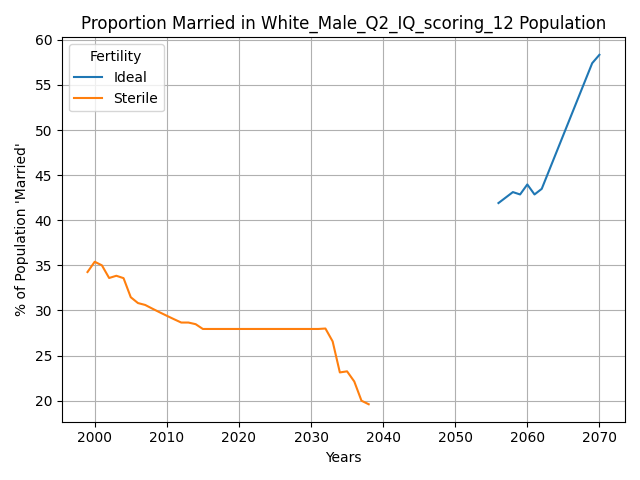 Proportion Married in White_Male_Q2_IQ_scoring_12 Population
% of Population 'Married'
60
55
50
45
40
35
30
25
20
Fertility
Ideal
Sterile
2000 2010 2020 2030 2040 2050 2060 2070
Years